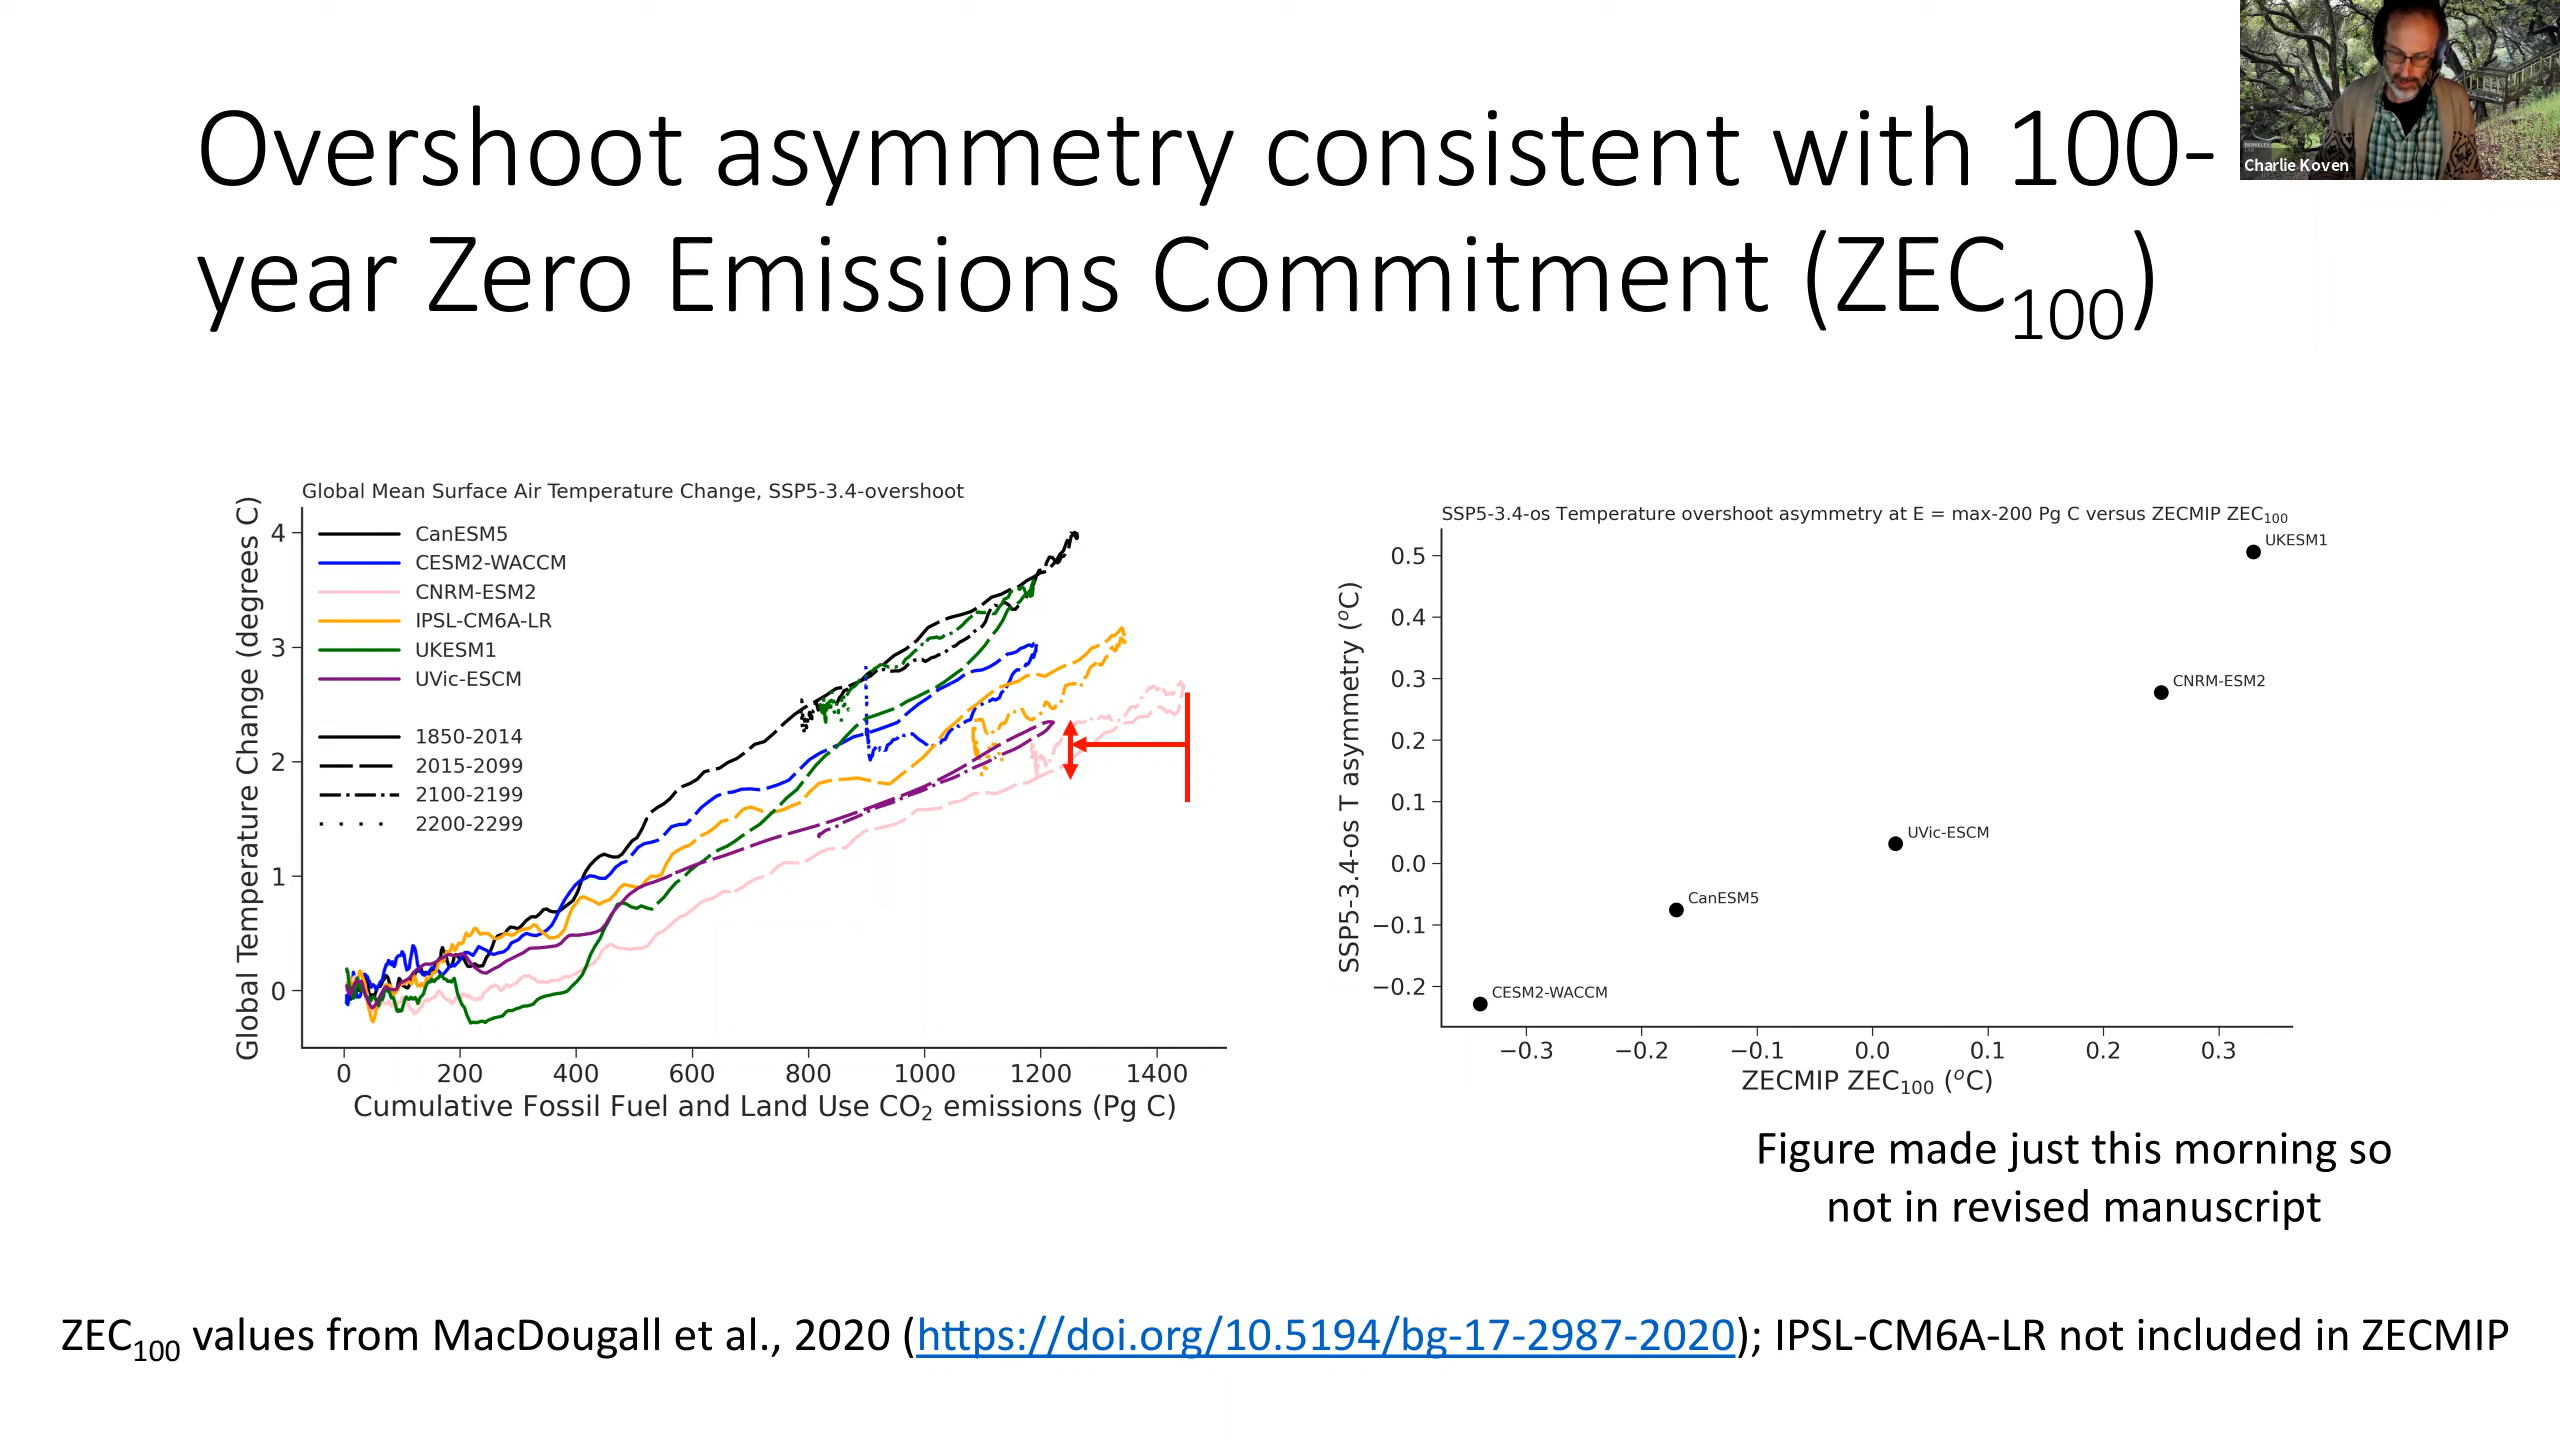 Overshoot asymmetry consistent with 100-
year Zero Emissions Commitment (ZEC100)
Charlie Koven
Global Mean Surface Air Temperature Change, SSP5-3.4-overshoot
Global Temperature Change (degrees C)
4
3
2
1
0
CanESM5
CESM2-WACCM
CNRM-ESM2
IPSL-CM6A-LR
UKESM1
UVic-ESCM
1850-2014
2015-2099
2100-2199
2200-2299
0 200 400 600 800 1000 1200 1400
Cumulative Fossil Fuel and Land Use CO2 emissions (Pg C)
SSP5-3.4-os Temperature overshoot asymmetry at E = max-200 Pg C versus ZECMIP ZEC100
SSP5-3.4-os T asymmetry (°C)
0.5
0.4
0.3
0.2
0.1
0.0
−0.1
−0.2
UKESM1
CNRM-ESM2
UVic-ESCM
CanESM5
CESM2-WACCM
−0.3 −0.2 −0.1 0.0 0.1 0.2 0.3
ZECMIP ZEC100 (°C)
Figure made just this morning so
not in revised manuscript
ZEC100 values from MacDougall et al., 2020 (https://doi.org/10.5194/bg-17-2987-2020); IPSL-CM6A-LR not included in ZECMIP